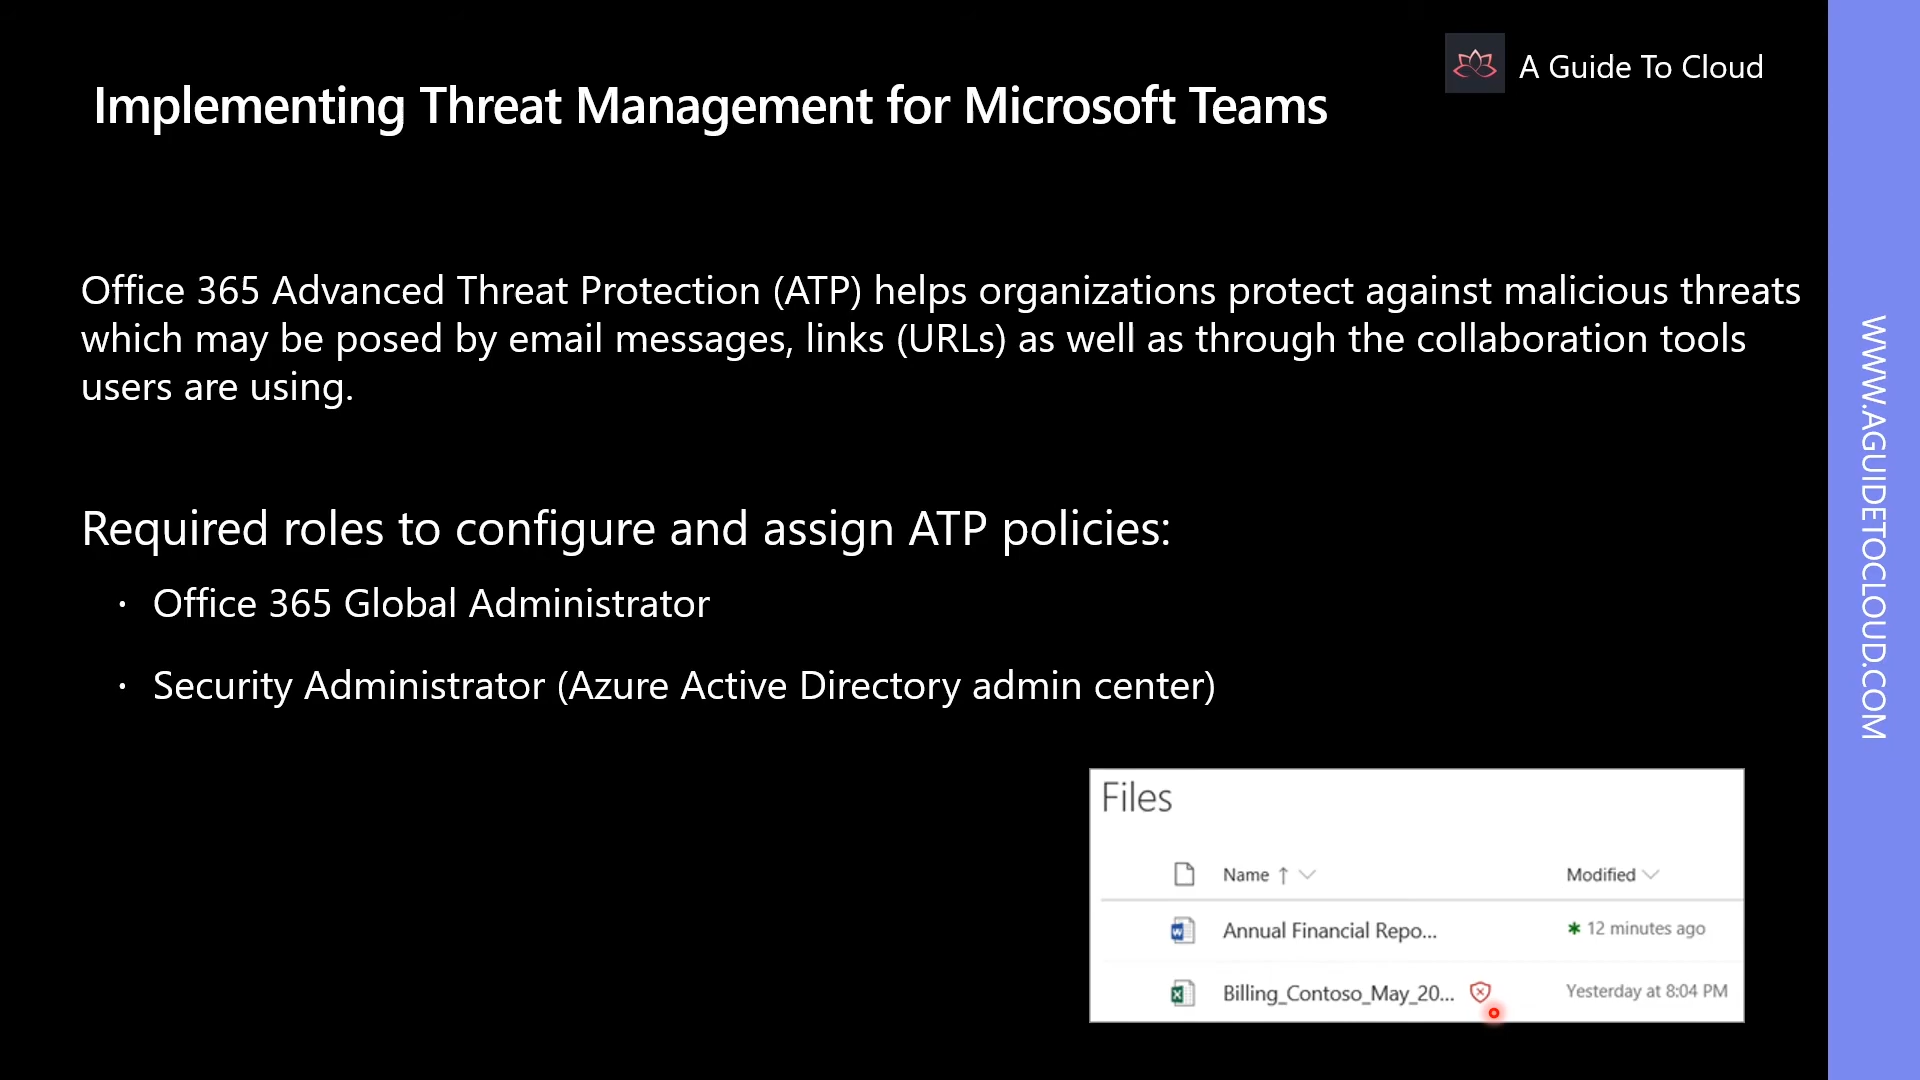 A Guide To Cloud
Implementing Threat Management for Microsoft Teams
Office 365 Advanced Threat Protection (ATP) helps organizations protect against malicious threats
which may be posed by email messages, links (URLs) as well as through the collaboration tools
users are using.
Required roles to configure and assign ATP policies:
· Office 365 Global Administrator
· Security Administrator (Azure Active Directory admin center)
Files
Name ↑ Modified
Annual Financial Repo... 12 minutes ago
Billing_Contoso_May_20... Yesterday at 8:04 PM
WWW.AGUIDETOCLOUD.COM